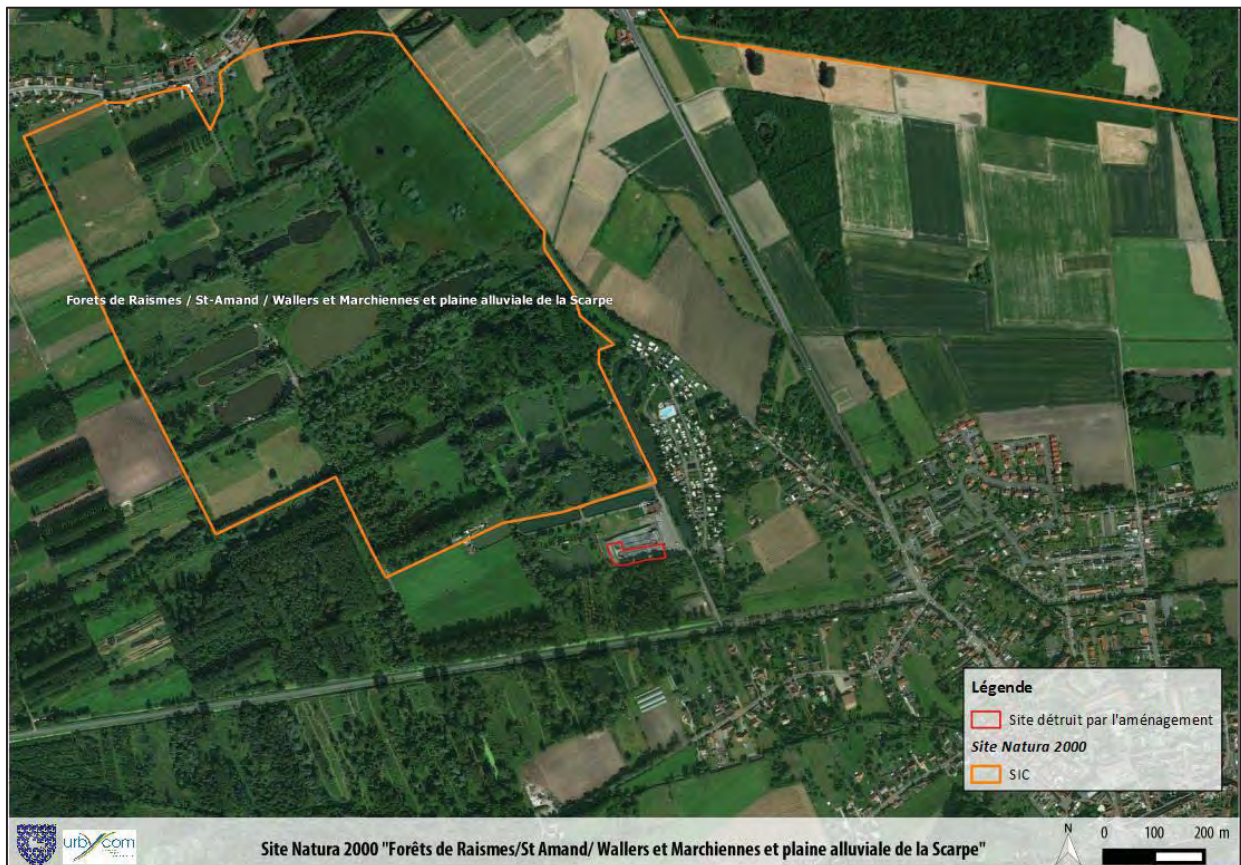 Forets de Raismes / St-Amand / Wallers et Marchiennes et plaine alluviale de la Scarpe
Légende
Site détruit par l'aménagement
Site Natura 2000
SIC
urbycom
Site Natura 2000 "Forêts de Raismes/St Amand/ Wallers et Marchiennes et plaine alluviale de la Scarpe"
N
0 100 200 m